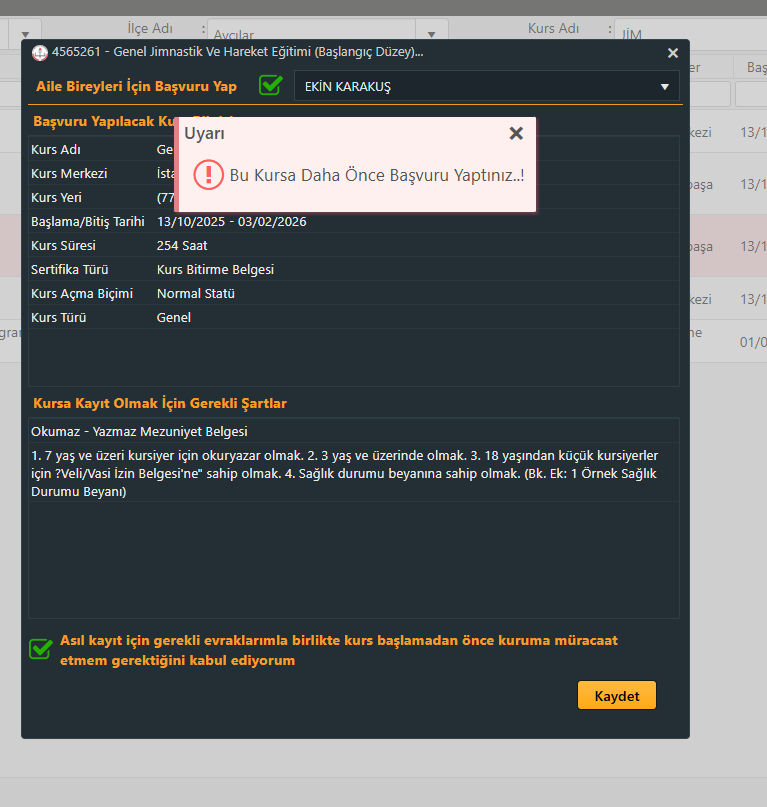 İlçe Adı : Avcılar Kurs Adı : JİM
4565261 - Genel Jimnastik Ve Hareket Eğitimi (Başlangıç Düzey)...
Aile Bireyleri İçin Başvuru Yap EKİN KARAKUŞ
Başvuru Yapılacak
Uyarı
Bu Kursa Daha Önce Başvuru Yaptınız..!
Kurs Adı Ge
Kurs Merkezi İsta
Kurs Yeri (77
Başlama/Bitiş Tarihi 13/10/2025 - 03/02/2026
Kurs Süresi 254 Saat
Sertifika Türü Kurs Bitirme Belgesi
Kurs Açma Biçimi Normal Statü
Kurs Türü Genel
Kursa Kayıt Olmak İçin Gerekli Şartlar
Okumaz - Yazmaz Mezuniyet Belgesi
1. 7 yaş ve üzeri kursiyer için okuryazar olmak. 2. 3 yaş ve üzerinde olmak. 3. 18 yaşından küçük kursiyerler
için ?Veli/Vasi İzin Belgesi'ne" sahip olmak. 4. Sağlık durumu beyanına sahip olmak. (Bk. Ek: 1 Örnek Sağlık
Durumu Beyanı)
Asıl kayıt için gerekli evraklarımla birlikte kurs başlamadan önce kuruma müracaat
etmem gerektiğini kabul ediyorum
Kaydet
er Baş
kezi 13/1
paşa 13/1
paşa 13/1
kezi 13/1
gran ne 01/0